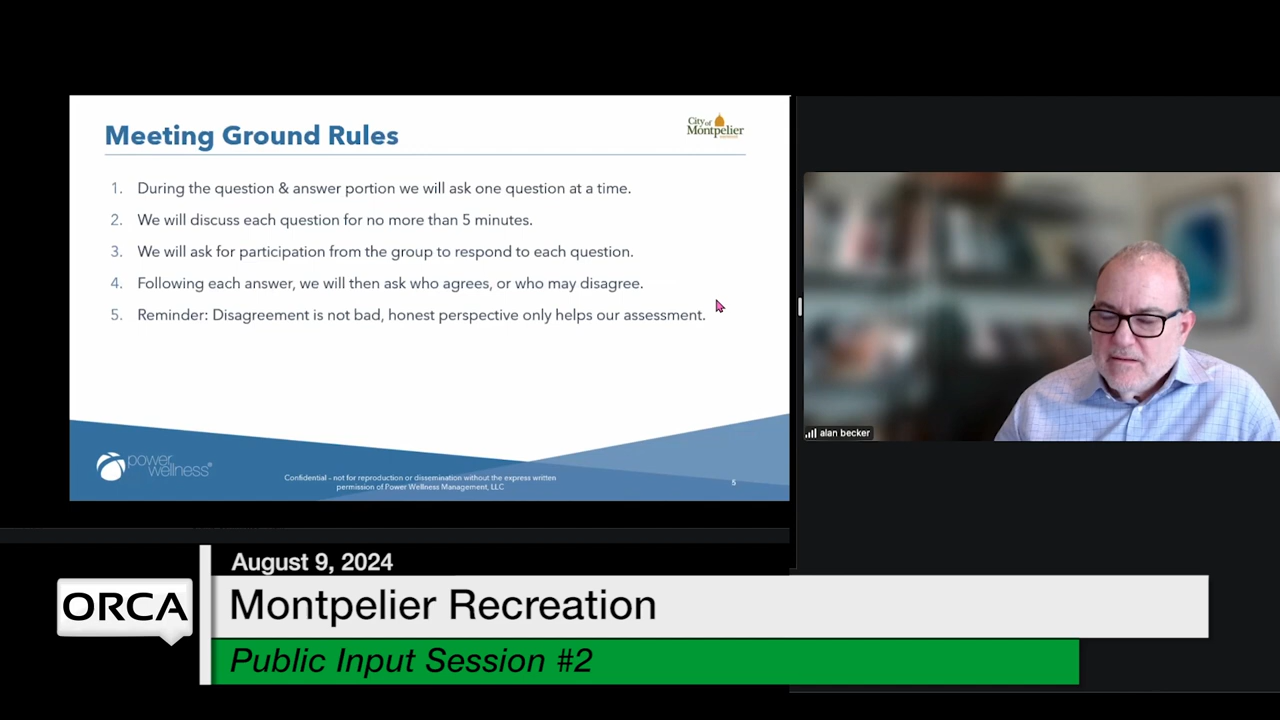 Meeting Ground Rules
City of
Montpelier
1. During the question & answer portion we will ask one question at a time.
2. We will discuss each question for no more than 5 minutes.
3. We will ask for participation from the group to respond to each question.
4. Following each answer, we will then ask who agrees, or who may disagree.
5. Reminder: Disagreement is not bad, honest perspective only helps our assessment.
power
wellness®
Confidential - not for reproduction or dissemination without the express written
permission of Power Wellness Management, LLC
5
alan becker
August 9, 2024
ORCA
Montpelier Recreation
Public Input Session #2